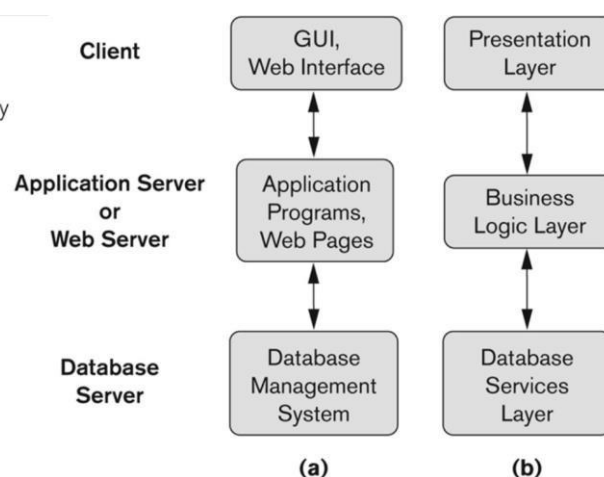 Client
GUI,
Web Interface
Presentation
Layer
y
Application Server
or
Web Server
Application
Programs,
Web Pages
Business
Logic Layer
Database
Server
Database
Management
System
Database
Services
Layer
(a)
(b)